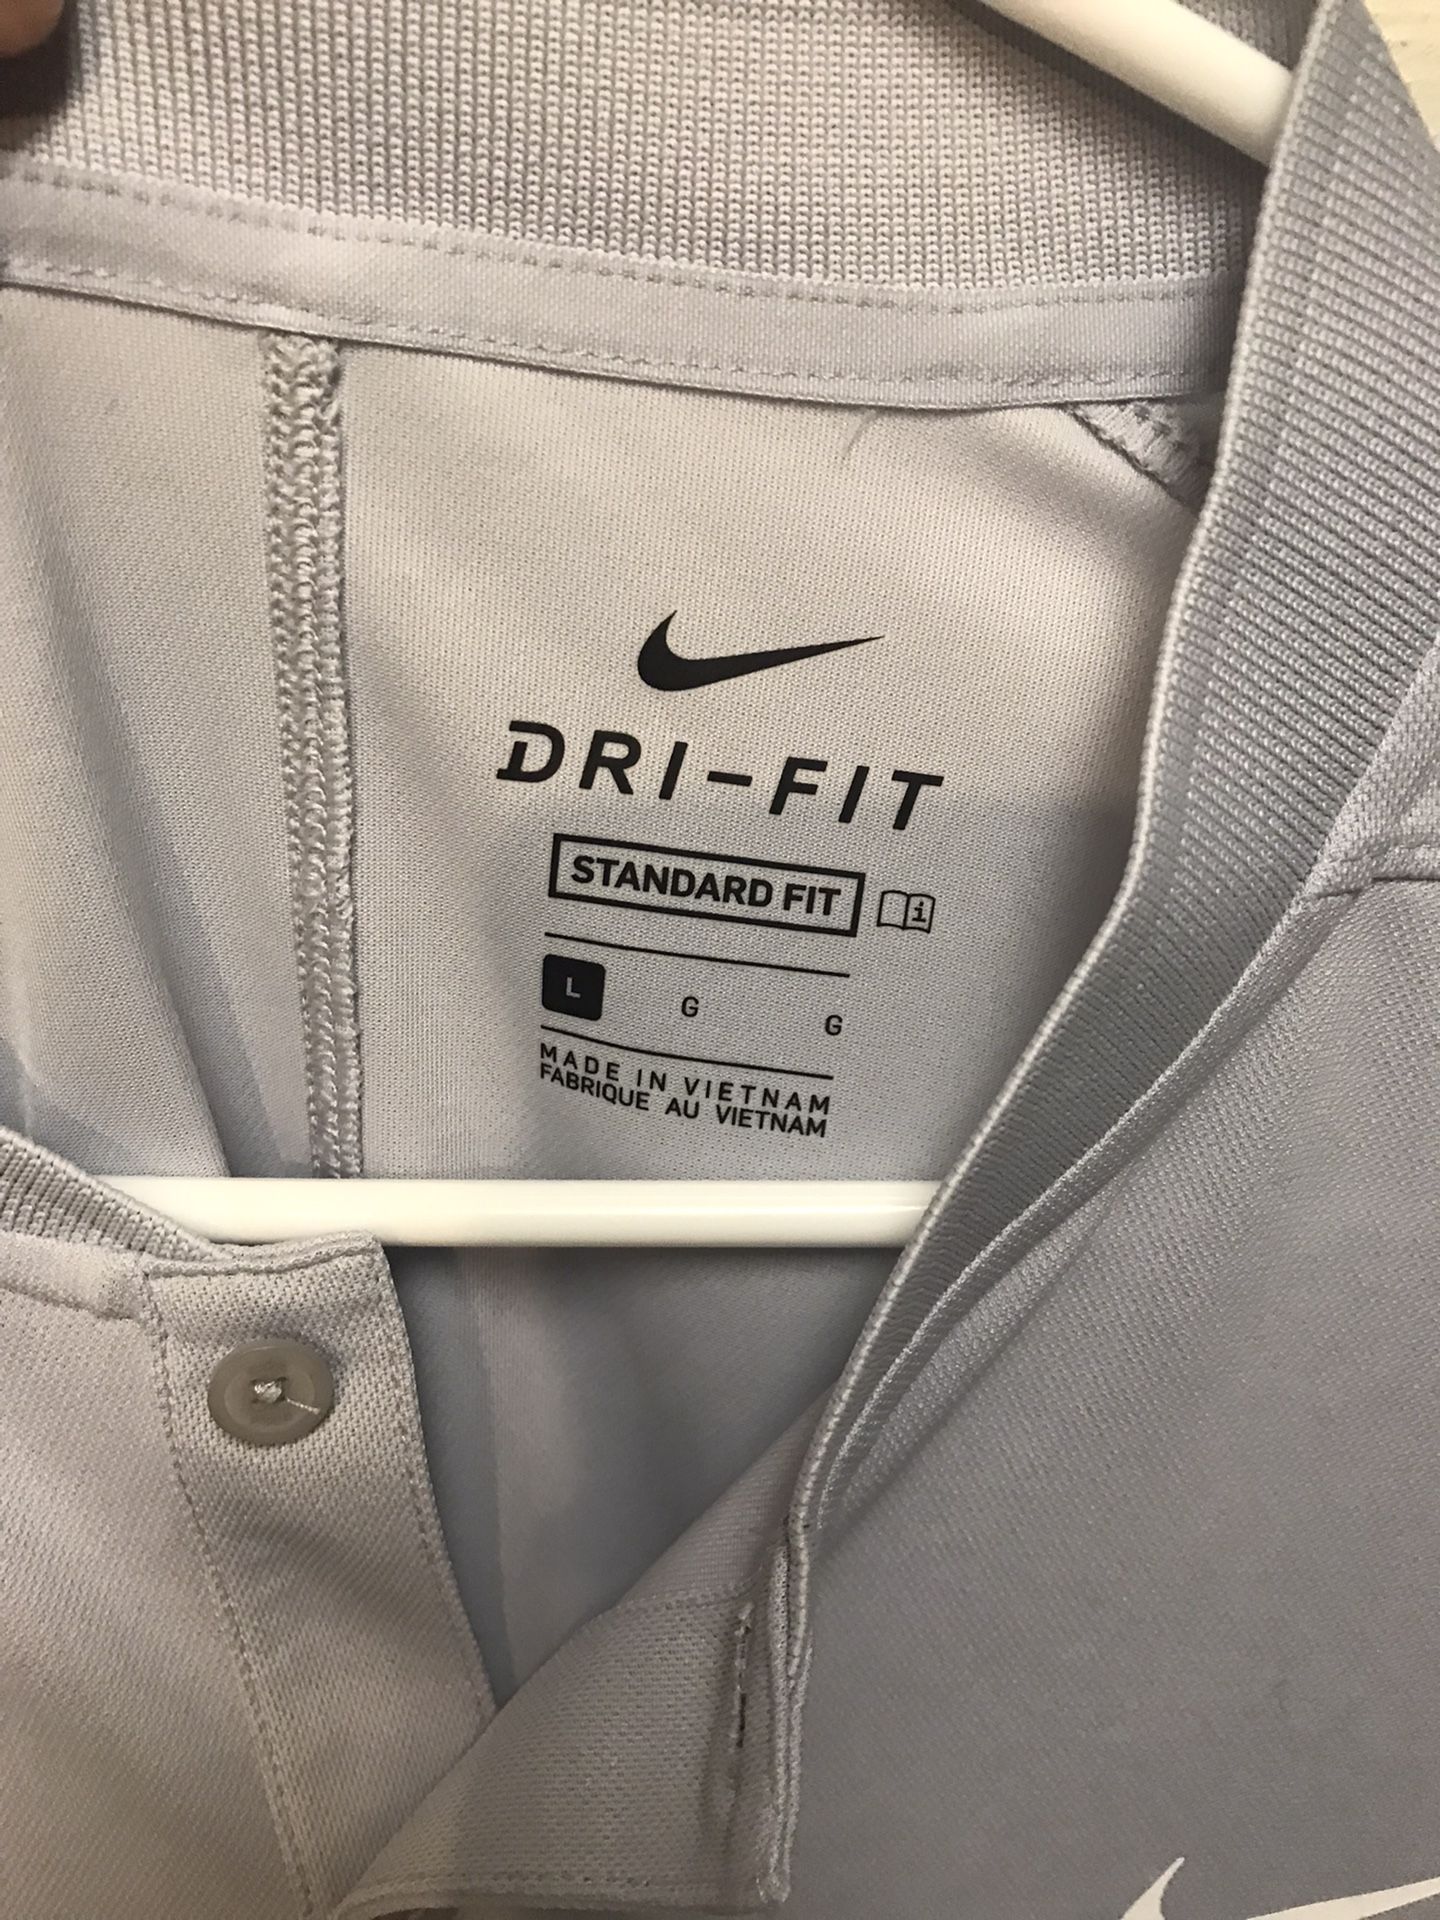 DRI-FIT
STANDARD FIT i
L G G
MADE IN VIETNAM
FABRIQUE AU VIETNAM